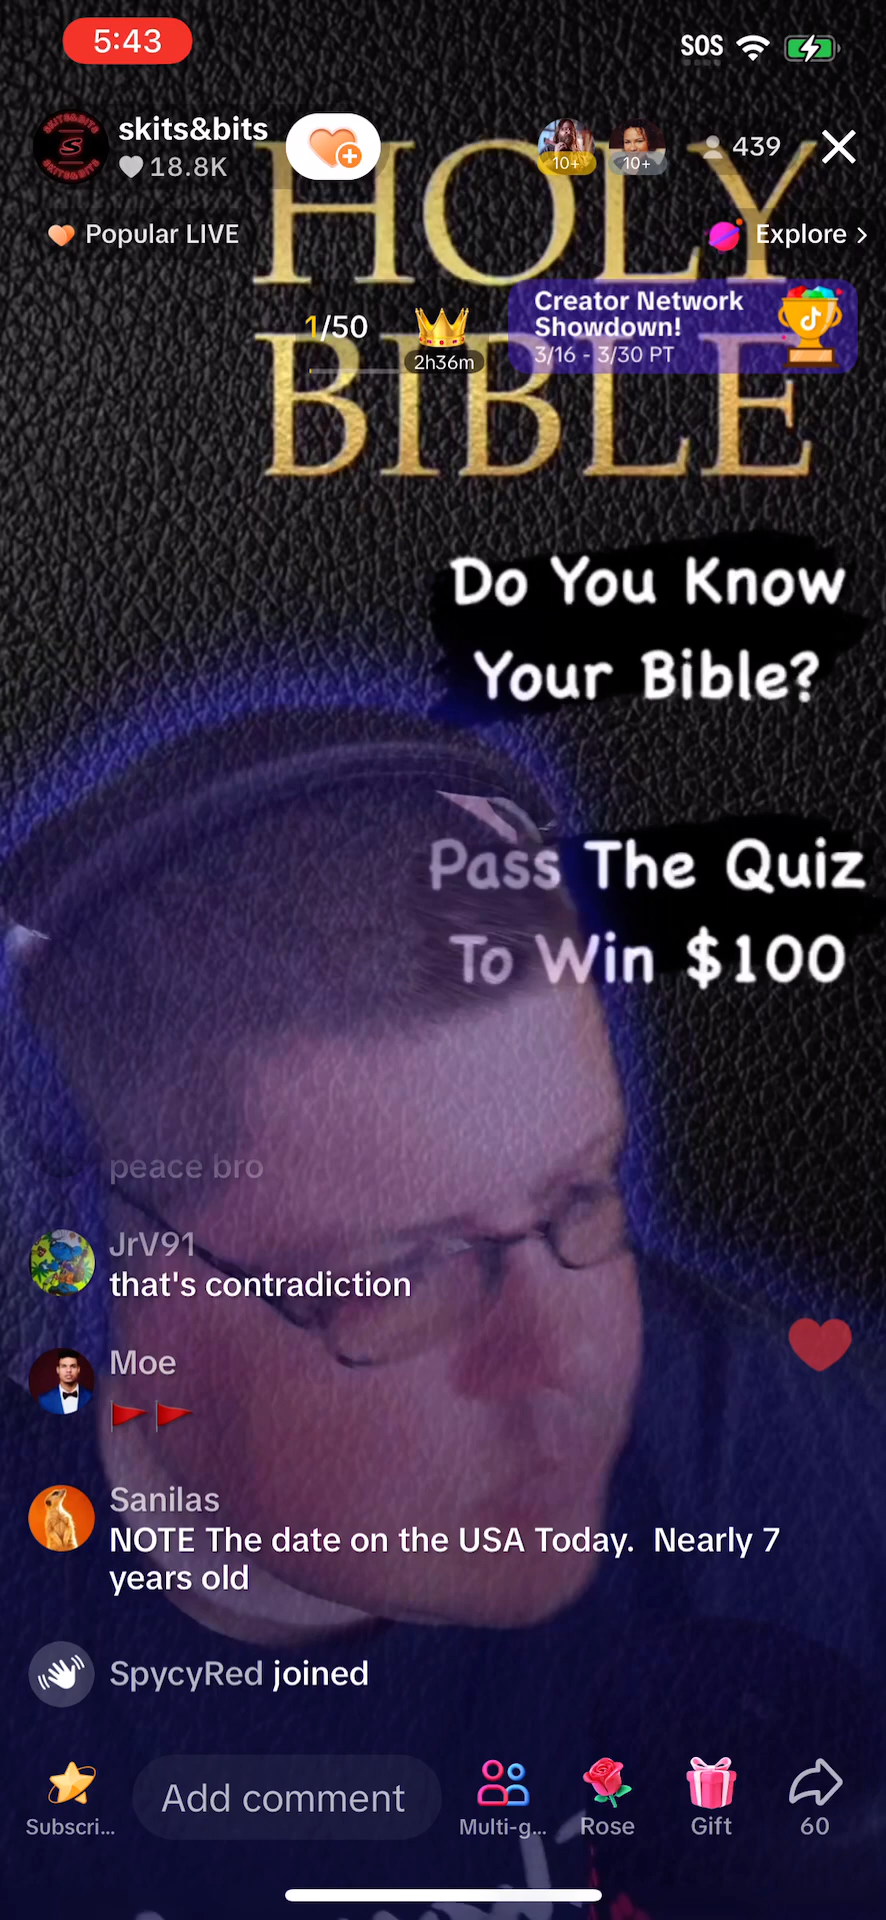 5:43
SOS
skits&bits
18.8K
10+
10+
439
Popular LIVE
Explore >
HOLY
BIBLE
1/50
2h36m
Creator Network
Showdown!
3/16 - 3/30 PT
Do You Know
Your Bible?
Pass The Quiz
To Win $100
peace bro
JrV91
that's contradiction
Moe
Sanilas
NOTE The date on the USA Today.  Nearly 7
years old
SpycyRed joined
Add comment
Subscri...
Multi-g...
Rose
Gift
60